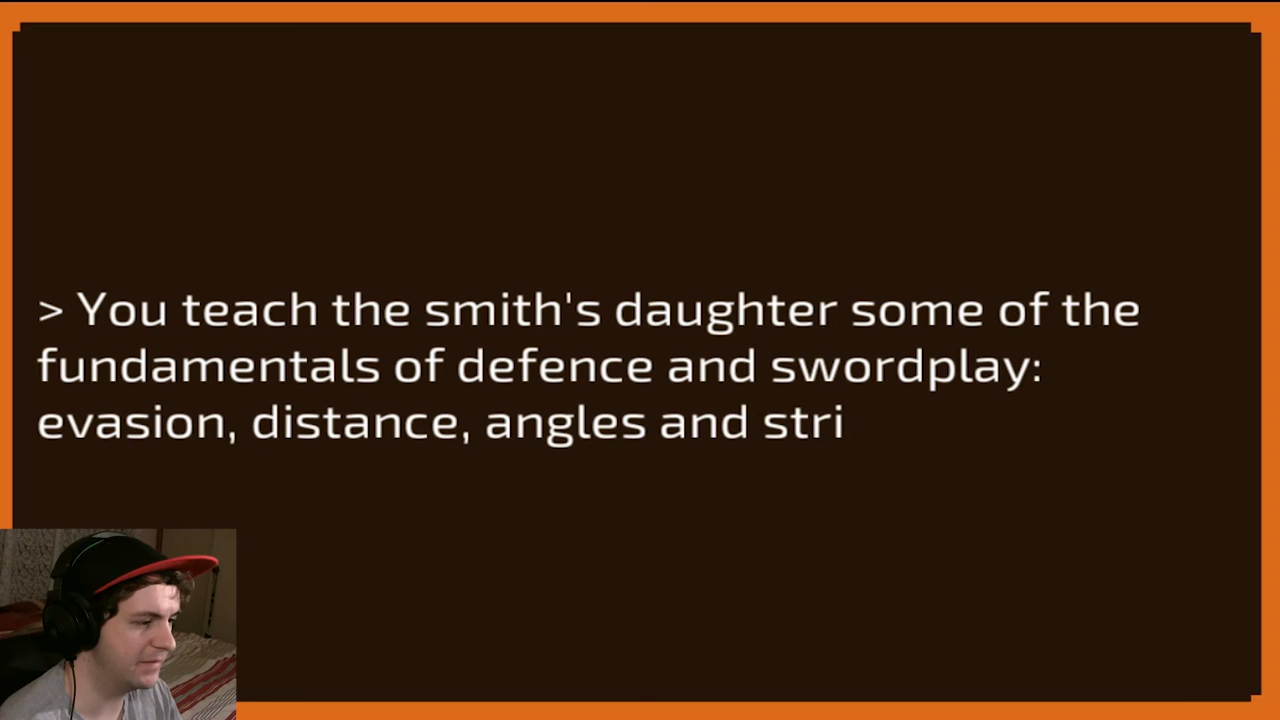 > You teach the smith's daughter some of the
fundamentals of defence and swordplay:
evasion, distance, angles and stri